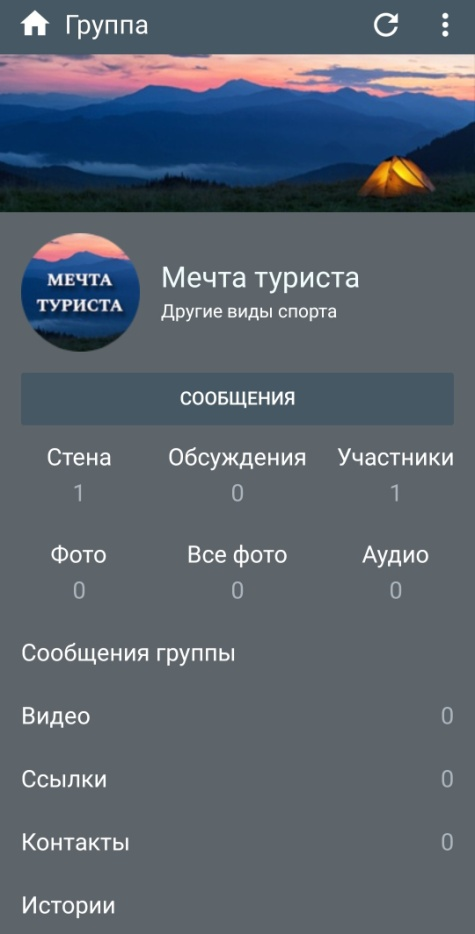 Группа
МЕЧТА
ТУРИСТА
Мечта туриста
Другие виды спорта
СООБЩЕНИЯ
Стена Обсуждения Участники
1 0 1
Фото Все фото Аудио
0 0 0
Сообщения группы
Видео 0
Ссылки 0
Контакты 0
Истории